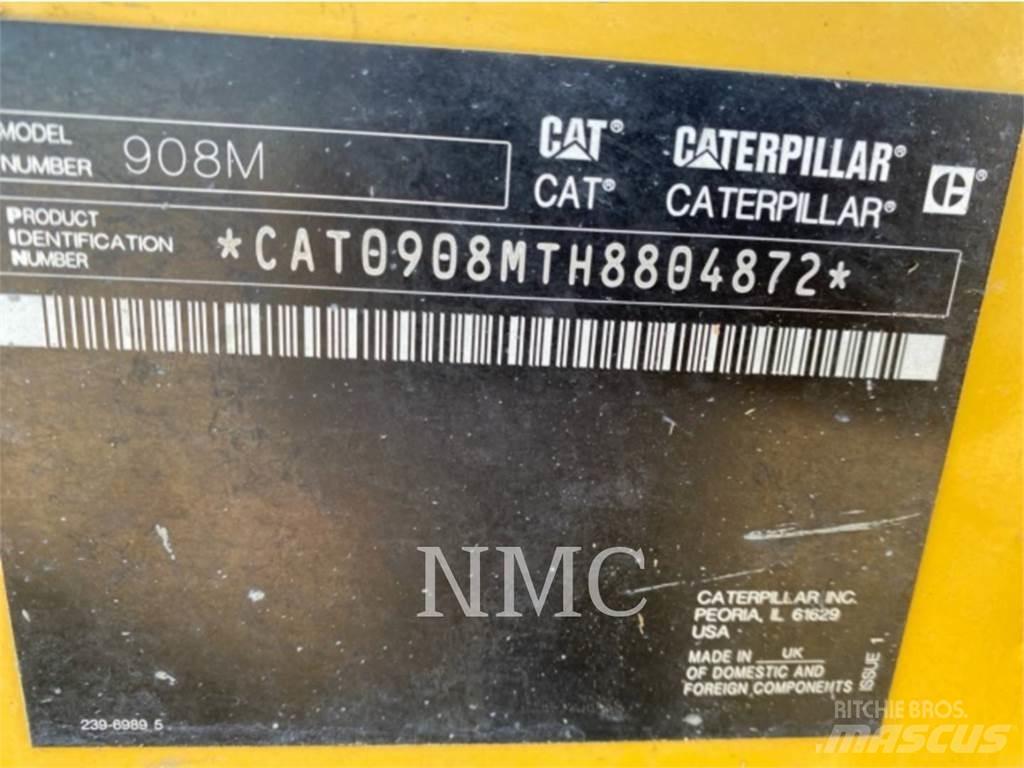 MODEL
NUMBER 908M
CAT® CATERPILLAR®
CAT® CATERPILLAR®
PRODUCT
IDENTIFICATION
NUMBER
*CAT0908MTH8804872*
NMC
CATERPILLAR INC.
PEORIA, IL 61629
USA
MADE IN UK
OF DOMESTIC AND
FOREIGN COMPONENTS
ISSUE 1
239-6989 5
RITCHIE BROS.
MASCUS